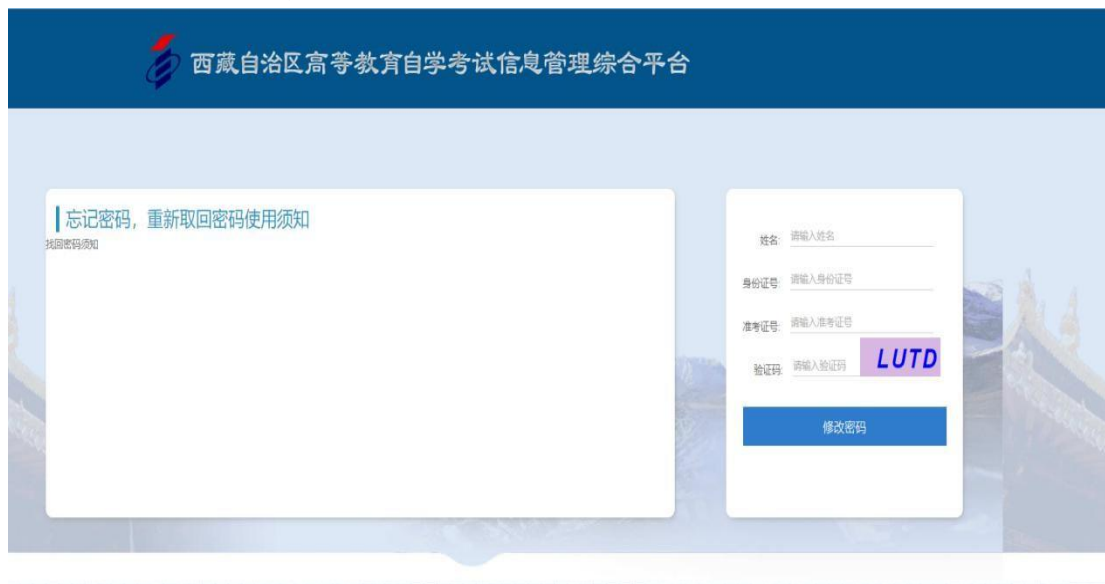 西藏自治区高等教育自学考试信息管理综合平台
忘记密码，重新取回密码使用须知
找回密码须知
姓名: 请输入姓名
身份证号: 请输入身份证号
准考证号: 请输入准考证号
验证码: 请输入验证码 LUTD
修改密码